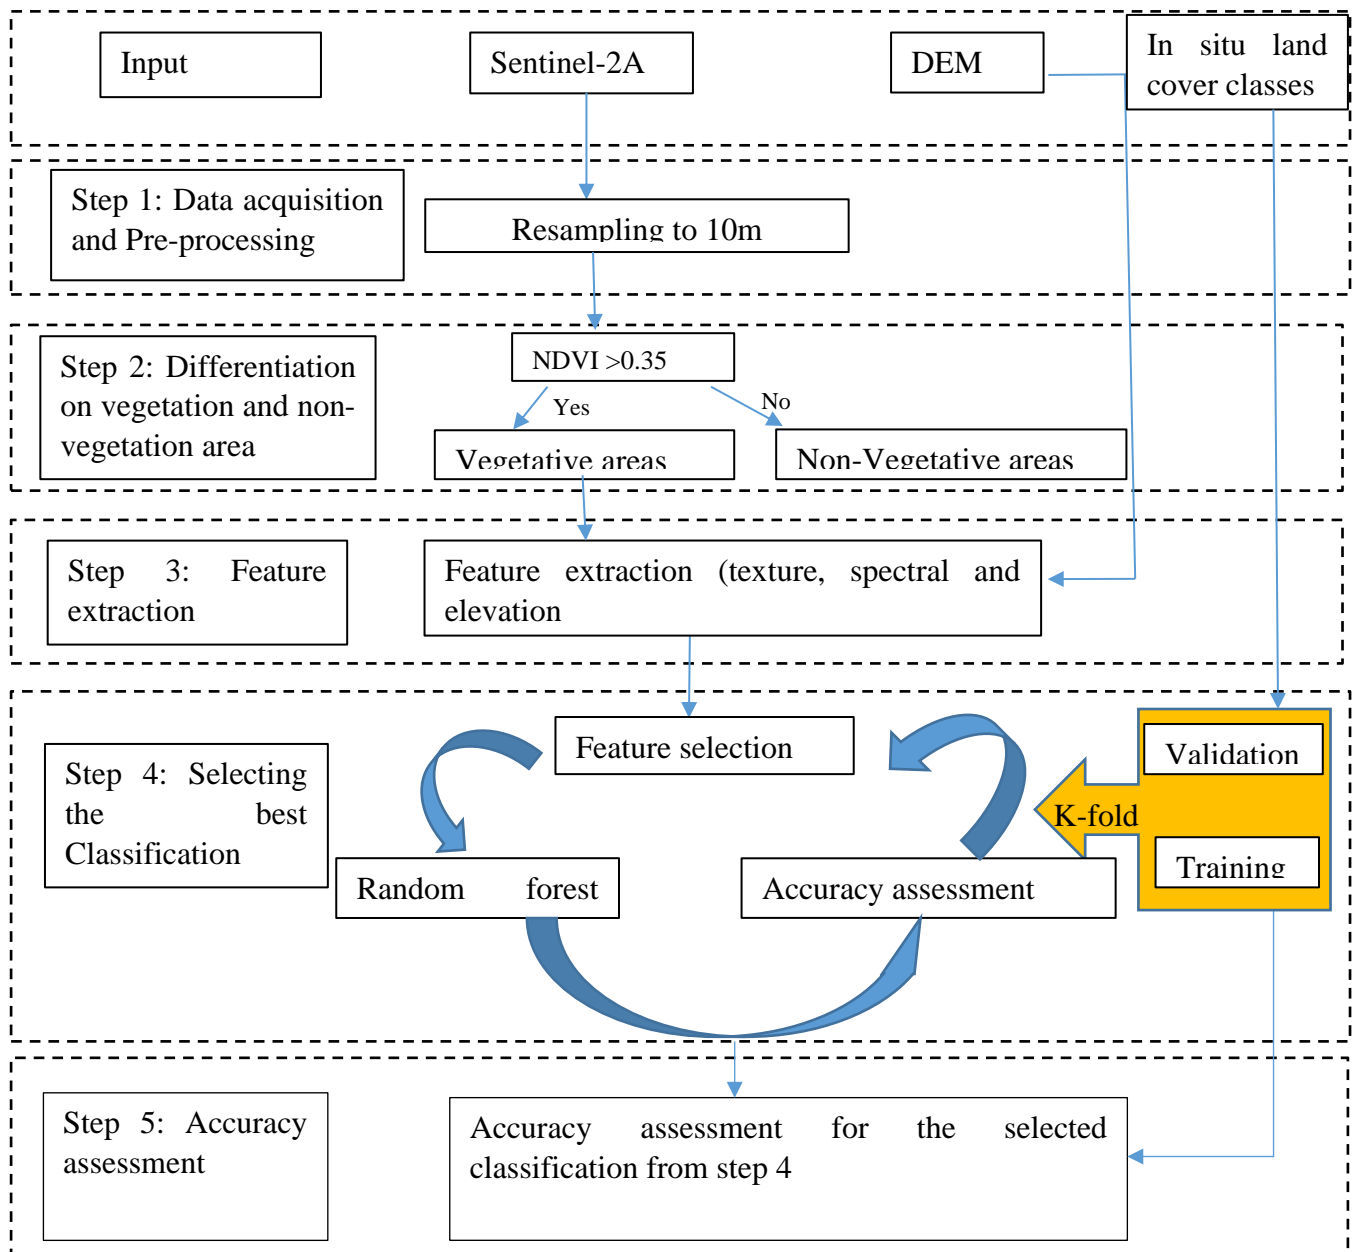 Input
Sentinel-2A
DEM
In situ land
cover classes
Step 1: Data acquisition
and Pre-processing
Resampling to 10m
Step 2: Differentiation
on vegetation and non-
vegetation area
NDVI >0.35
Yes
No
Vegetative areas
Non-Vegetative areas
Step 3: Feature
extraction
Feature extraction (texture, spectral and
elevation
Step 4: Selecting
the best
Classification
Feature selection
Validation
K-fold
Training
Random forest
Accuracy assessment
Step 5: Accuracy
assessment
Accuracy assessment for the selected
classification from step 4